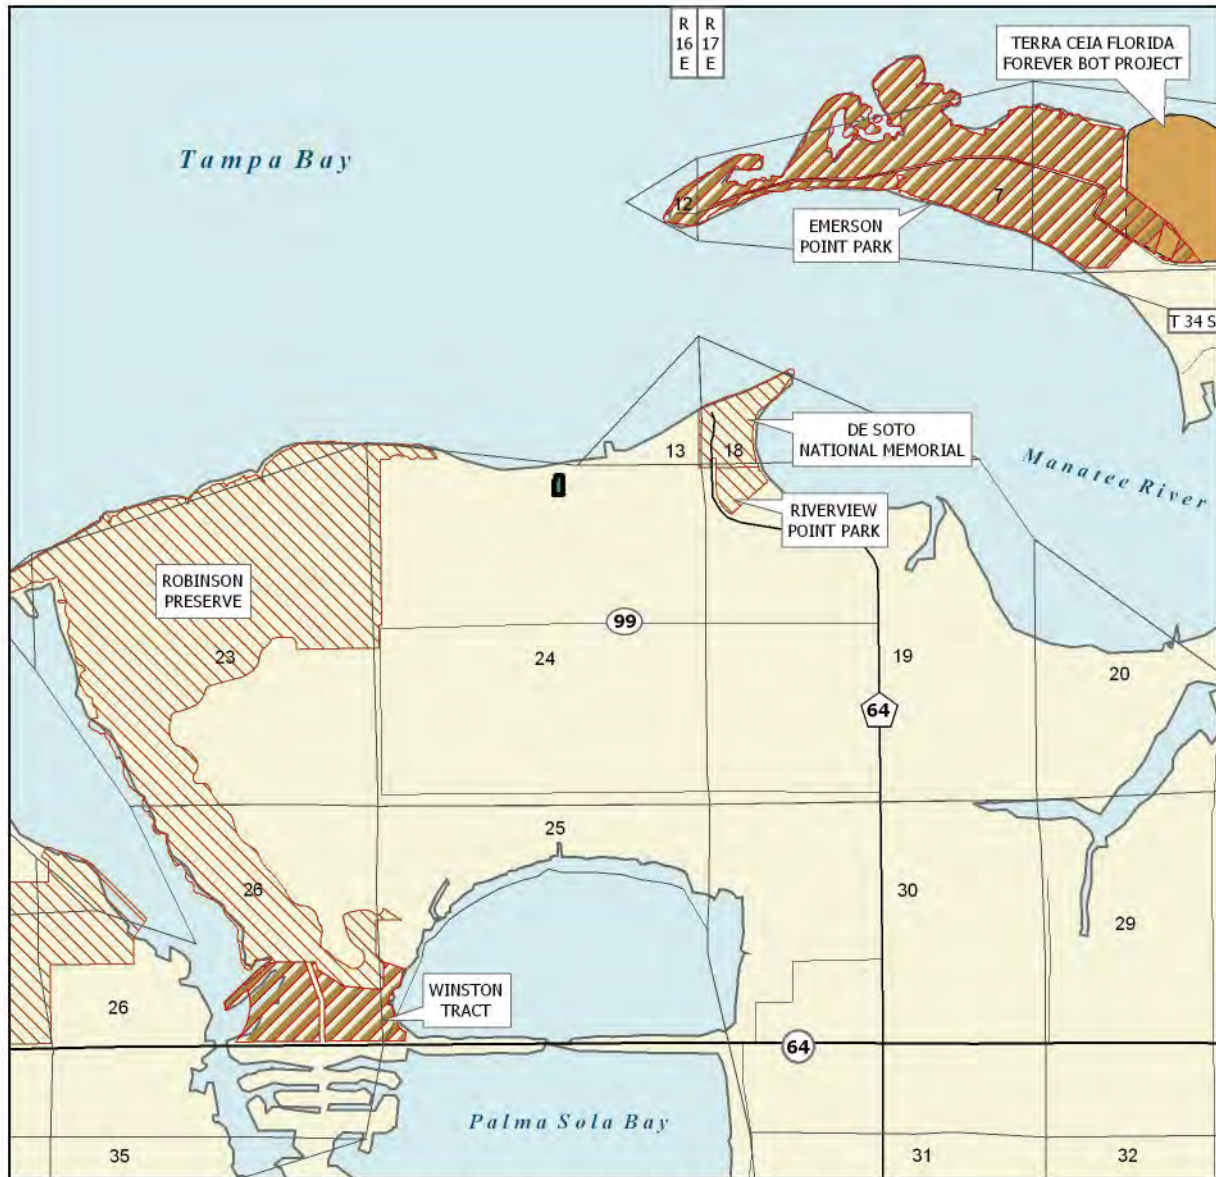 R R
16 17
E E
TERRA CEIA FLORIDA
FOREVER BOT PROJECT
Tampa Bay
12
7
EMERSON
POINT PARK
T 34 S
DE SOTO
NATIONAL MEMORIAL
13
18
Manatee River
RIVERVIEW
POINT PARK
ROBINSON
PRESERVE
99
23
24
19
20
64
25
26
30
29
WINSTON
TRACT
26
64
Palma Sola Bay
35
31
32